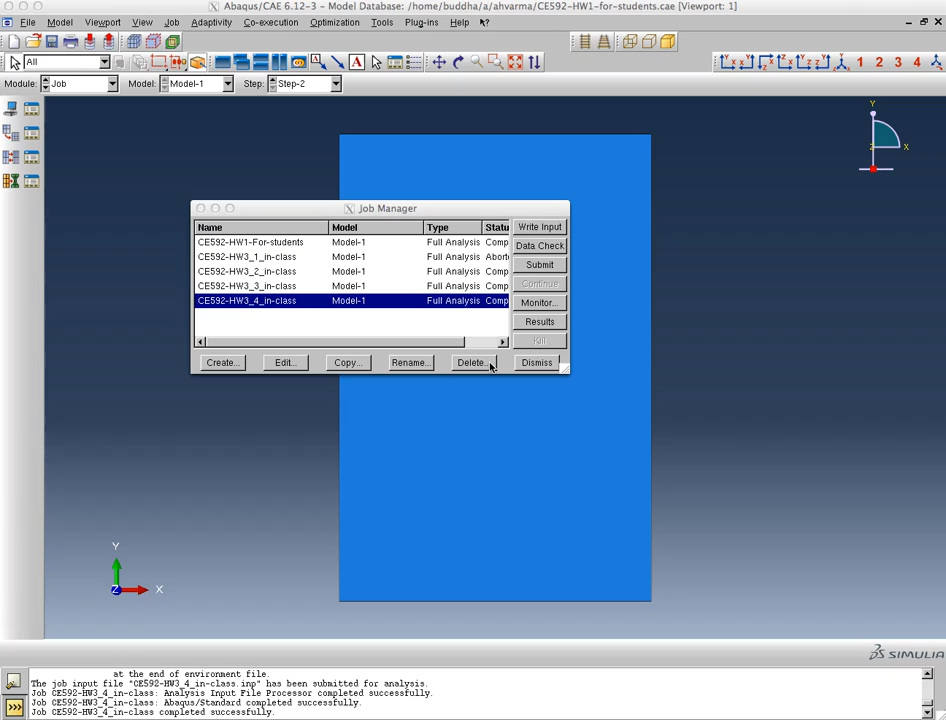 Abaqus/CAE 6.12-3 - Model Database: /home/buddha/a/ahvarma/CE592-HW1-for-students.cae [Viewport: 1]
File Model Viewport View Job Adaptivity Co-execution Optimization Tools Plug-ins Help
All A 1 2 3 4
Module: Job Model: Model-1 Step: Step-2
Y
Z X
Job Manager
Name Model Type Statu
CE592-HW1-For-students Model-1 Full Analysis Comp
CE592-HW3_1_in-class Model-1 Full Analysis Abort
CE592-HW3_2_in-class Model-1 Full Analysis Comp
CE592-HW3_3_in-class Model-1 Full Analysis Comp
CE592-HW3_4_in-class Model-1 Full Analysis Comp
Write Input
Data Check
Submit
Continue
Monitor...
Results
Kill
Create... Edit... Copy... Rename... Delete... Dismiss
Y
Z X
SIMULIA
at the end of environment file.
The job input file "CE592-HW3_4_in-class.inp" has been submitted for analysis.
Job CE592-HW3_4_in-class: Analysis Input File Processor completed successfully.
Job CE592-HW3_4_in-class: Abaqus/Standard completed successfully.
Job CE592-HW3_4_in-class completed successfully.